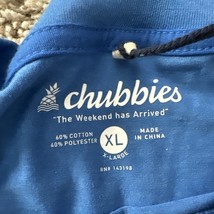 chubbies
"The Weekend has Arrived"
60% COTTON
40% POLYESTER
XL
X-LARGE
MADE IN
CHINA